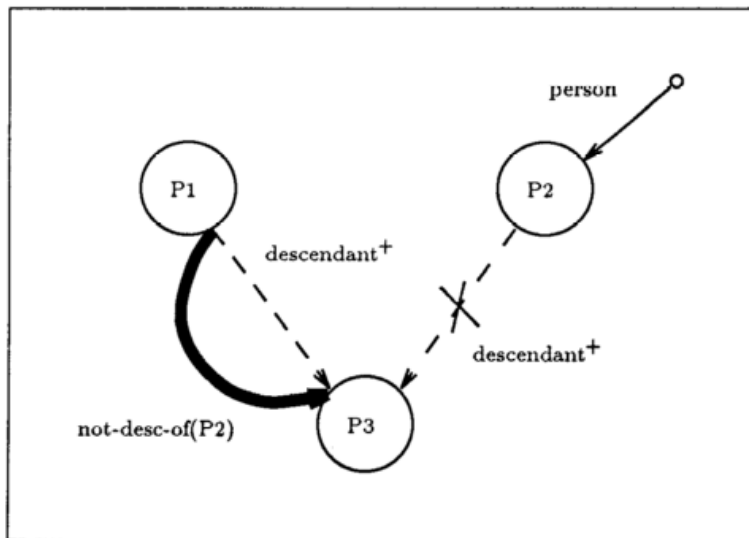 person
P1
P2
descendant+
descendant+
not-desc-of(P2)
P3